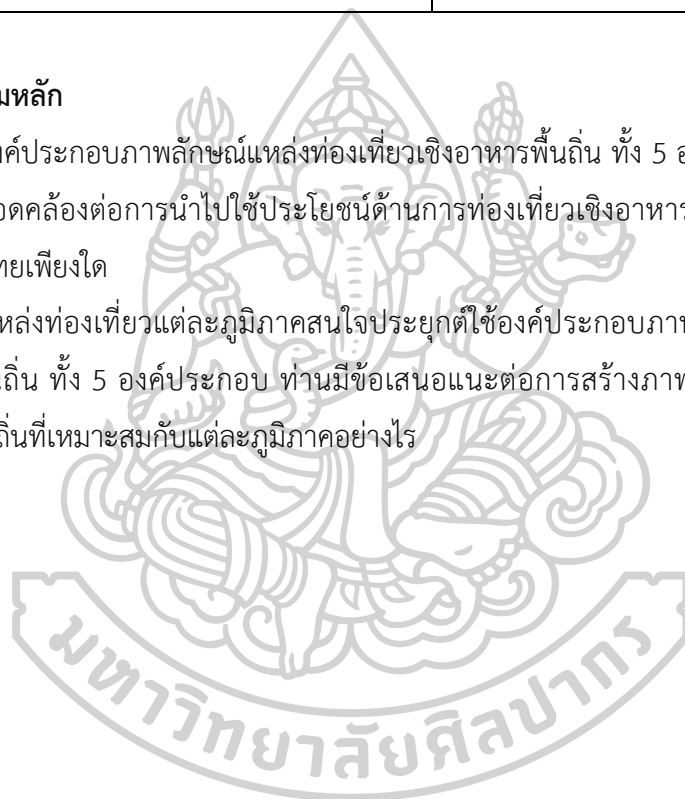 มหลัก
งค์ประกอบภาพลักษณ์แหล่งท่องเที่ยวเชิงอาหารพื้นถิ่น ทั้ง 5 อ
อดคล้องต่อการนำไปใช้ประโยชน์ด้านการท่องเที่ยวเชิงอาหาร
ทยเพียงใด
หล่งท่องเที่ยวแต่ละภูมิภาคสนใจประยุกต์ใช้องค์ประกอบภาพ
นถิ่น ทั้ง 5 องค์ประกอบ ท่านมีข้อเสนอแนะต่อการสร้างภาพ
ถิ่นที่เหมาะสมกับแต่ละภูมิภาคอย่างไร
มหาวิทยาลัยศิลปากร